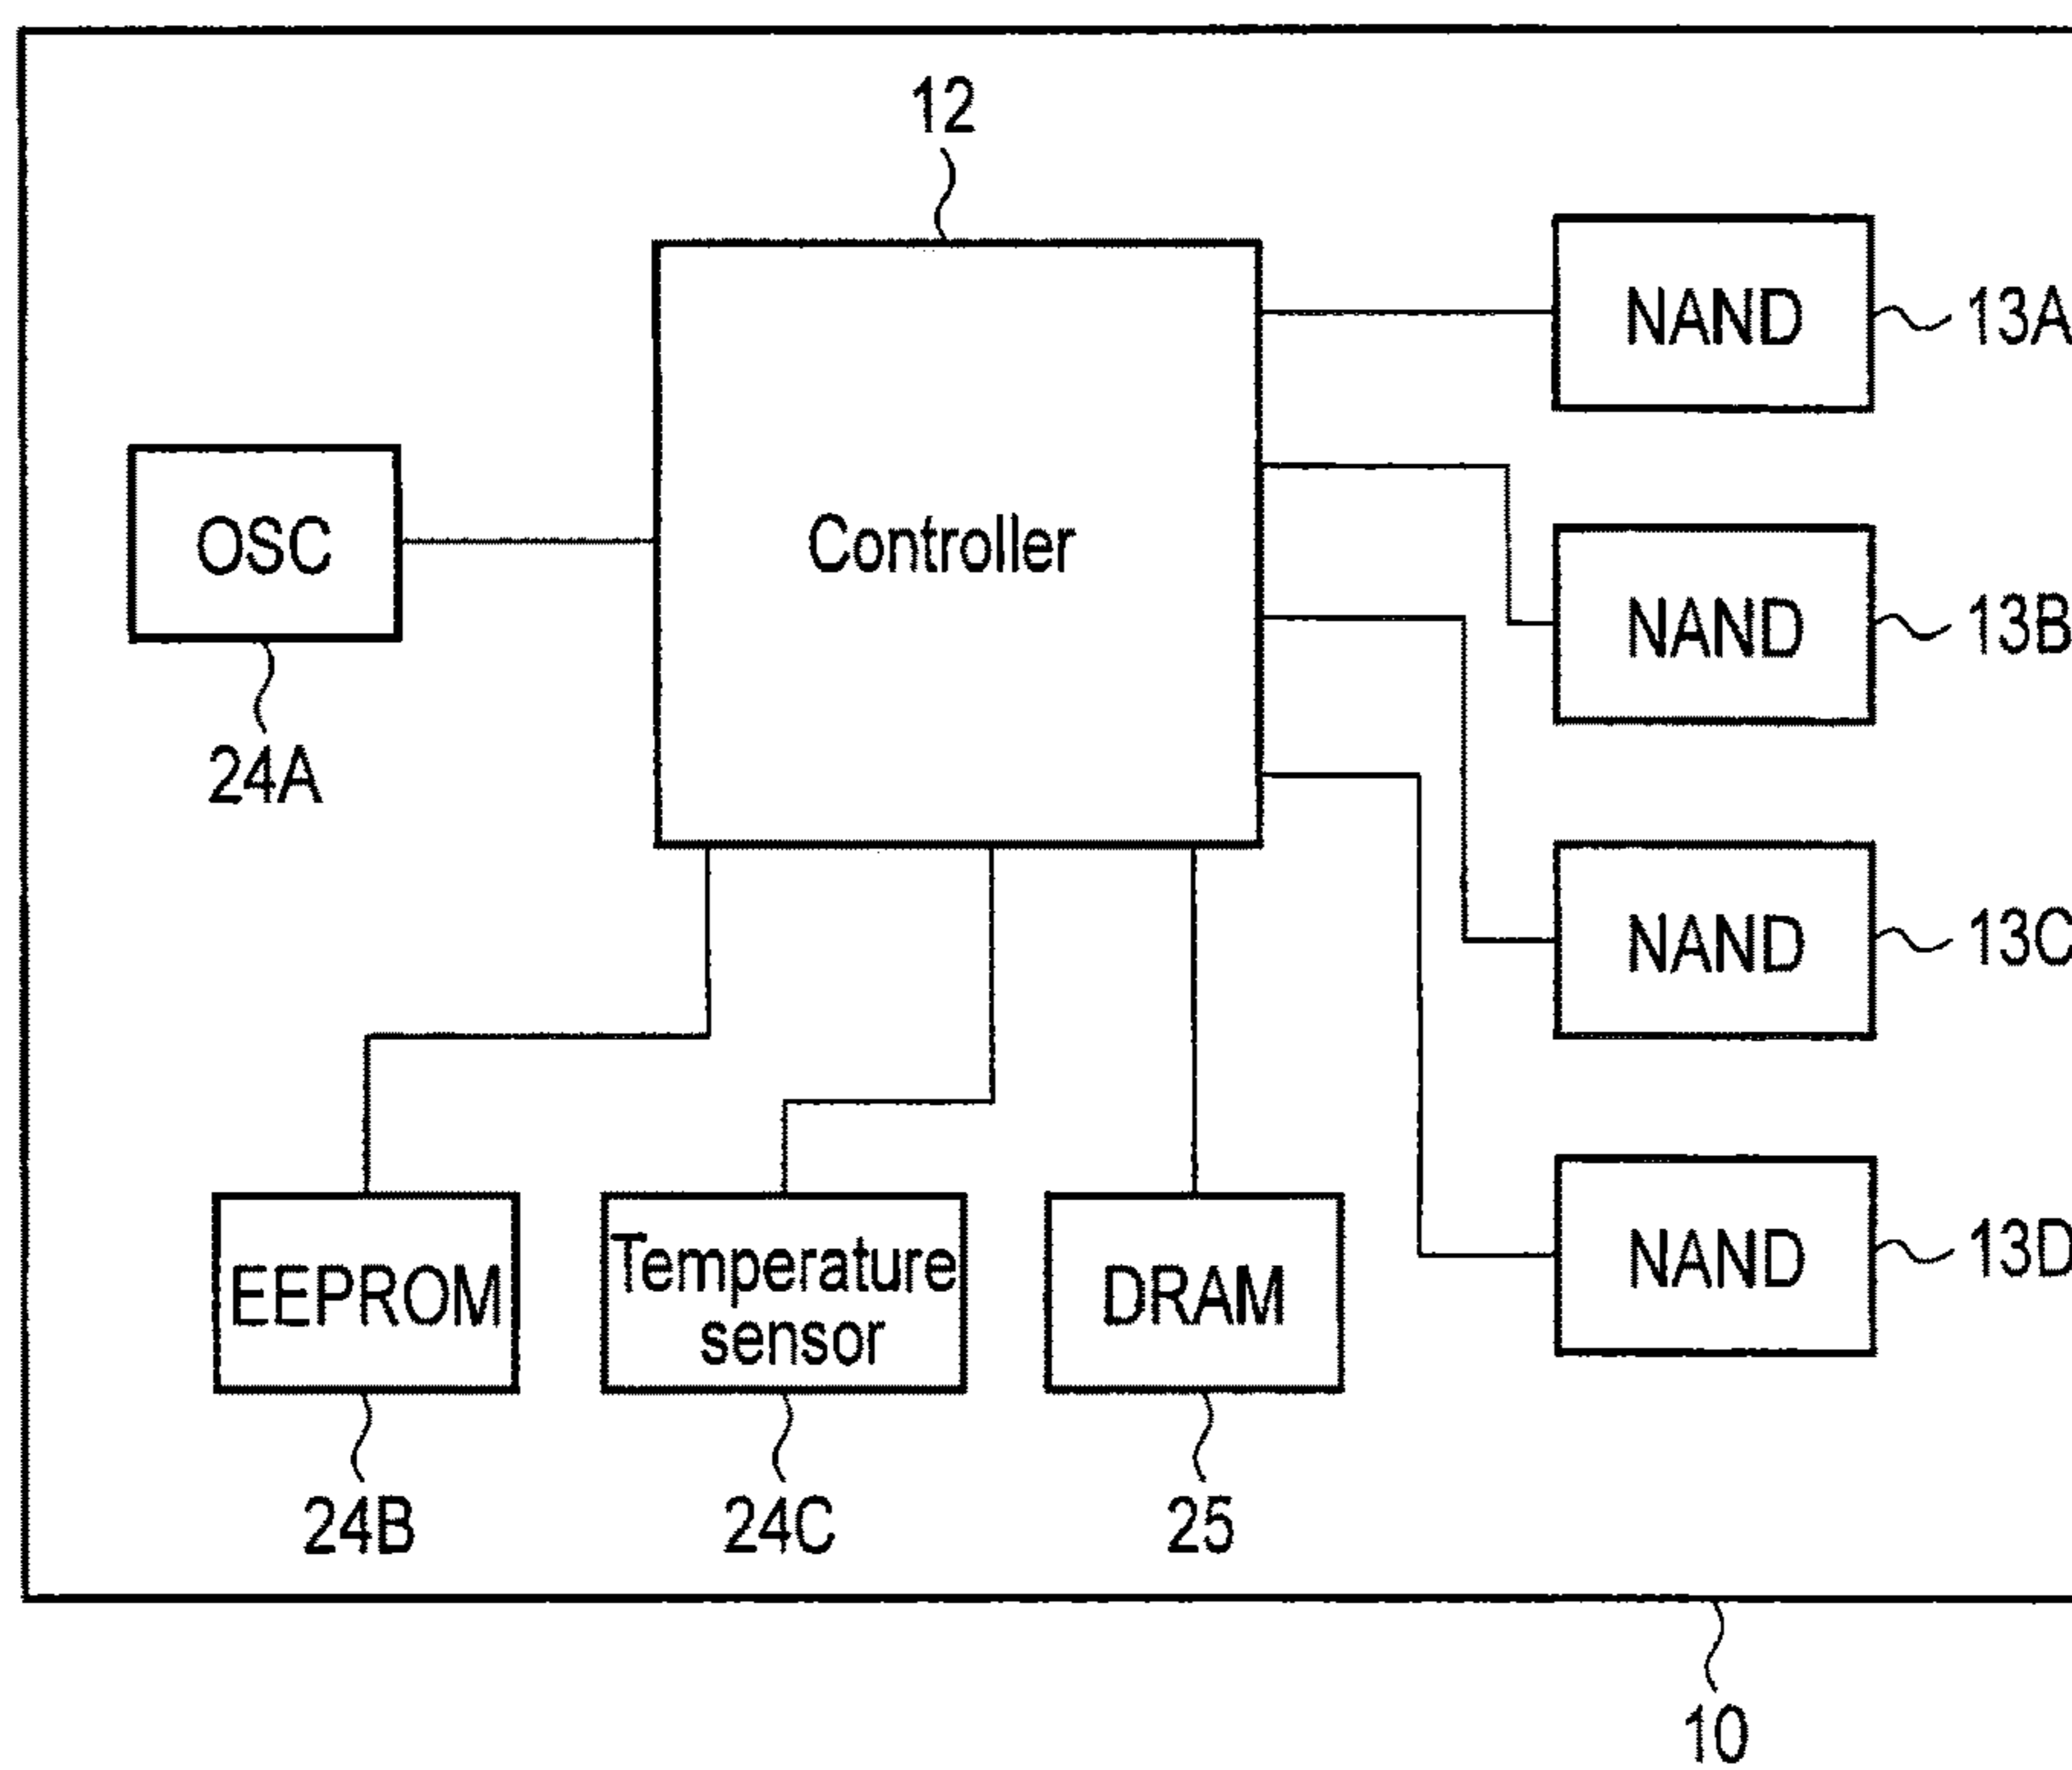 12
NAND
13A
OSC
Controller
NAND
13B
24A
NAND
13C
EEPROM
Temperature
sensor
DRAM
NAND
13D
24B
24C
25
10